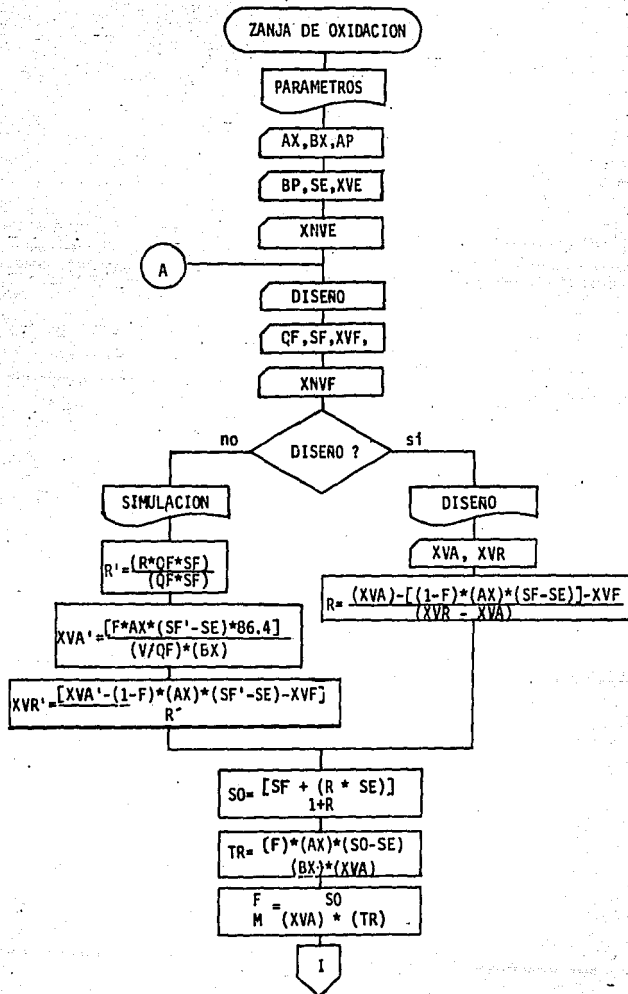 ZANJA DE OXIDACION
PARAMETROS
AX,BX,AP
BP,SE,XVE
XNVE
A
DISEÑO
QF,SF,XVF,
XNVF
no
DISEÑO ?
si
SIMULACION
DISEÑO
R'=(R*QF*SF)
(QF*SF)
XVA, XVR
R= (XVA)-[(1-F)*(AX)*(SF-SE)]-XVF
(XVR - XVA)
XVA'=[F*AX*(SF'-SE)*86.4]
(V/QF)*(BX)
XVR'=[XVA'-(1-F)*(AX)*(SF'-SE)-XVF]
R'
SO= [SF + (R * SE)]
1+R
TR= (F)*(AX)*(SO-SE)
(BX)*(XVA)
F = SO
M (XVA) * (TR)
I